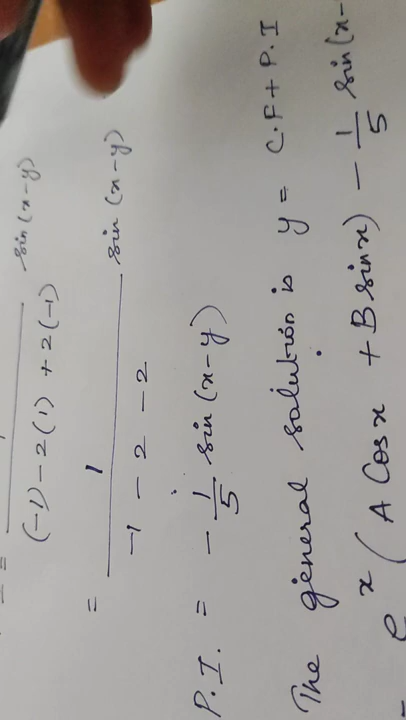 = 1/((-1) - 2(1) + 2(-1)) sin(x-y)
= 1/(-1 - 2 - 2) sin(x-y)
P.I. = - 1/5 sin(x-y)
The general solution is y = C.F + P.I
= e^x (A Cos x + B sin x) - 1/5 sin(x-